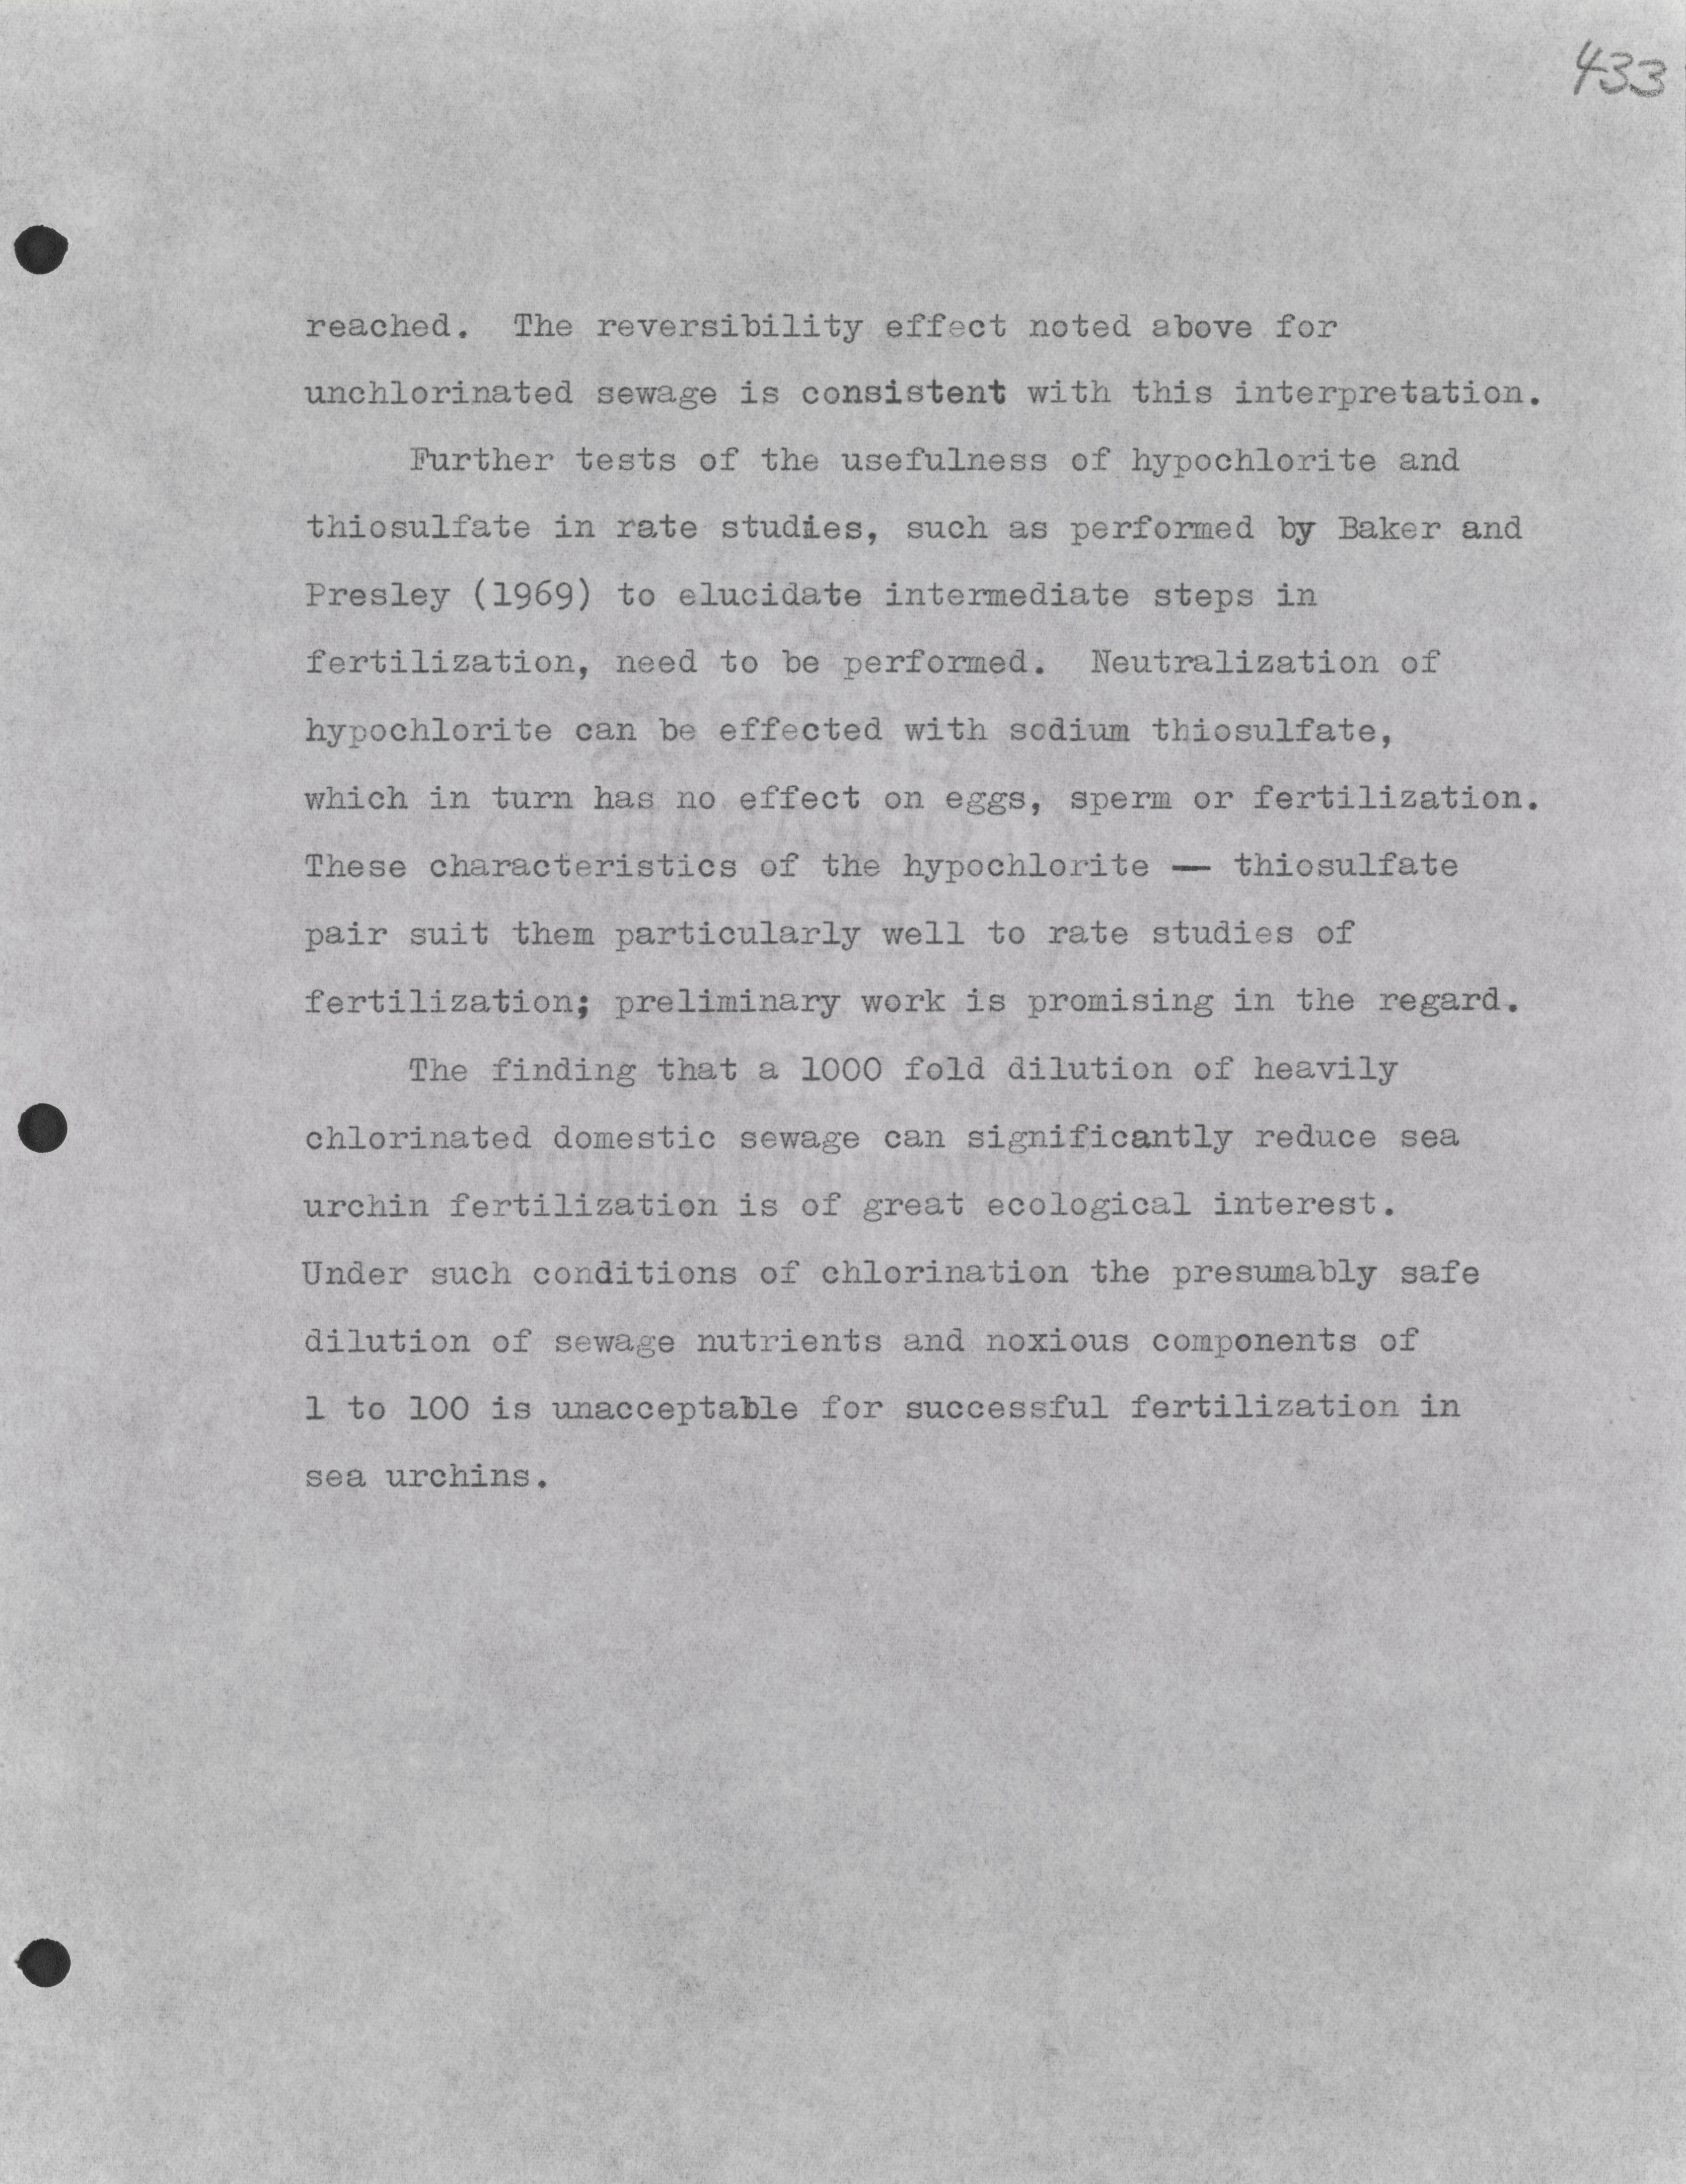 433
reached.  The reversibility effect noted above for
unchlorinated sewage is consistent with this interpretation.
Further tests of the usefulness of hypochlorite and
thiosulfate in rate studies, such as performed by Baker and
Presley (1969) to elucidate intermediate steps in
fertilization, need to be performed.  Neutralization of
hypochlorite can be effected with sodium thiosulfate,
which in turn has no effect on eggs, sperm or fertilization.
These characteristics of the hypochlorite — thiosulfate
pair suit them particularly well to rate studies of
fertilization; preliminary work is promising in the regard.
The finding that a 1000 fold dilution of heavily
chlorinated domestic sewage can significantly reduce sea
urchin fertilization is of great ecological interest.
Under such conditions of chlorination the presumably safe
dilution of sewage nutrients and noxious components of
1 to 100 is unacceptable for successful fertilization in
sea urchins.